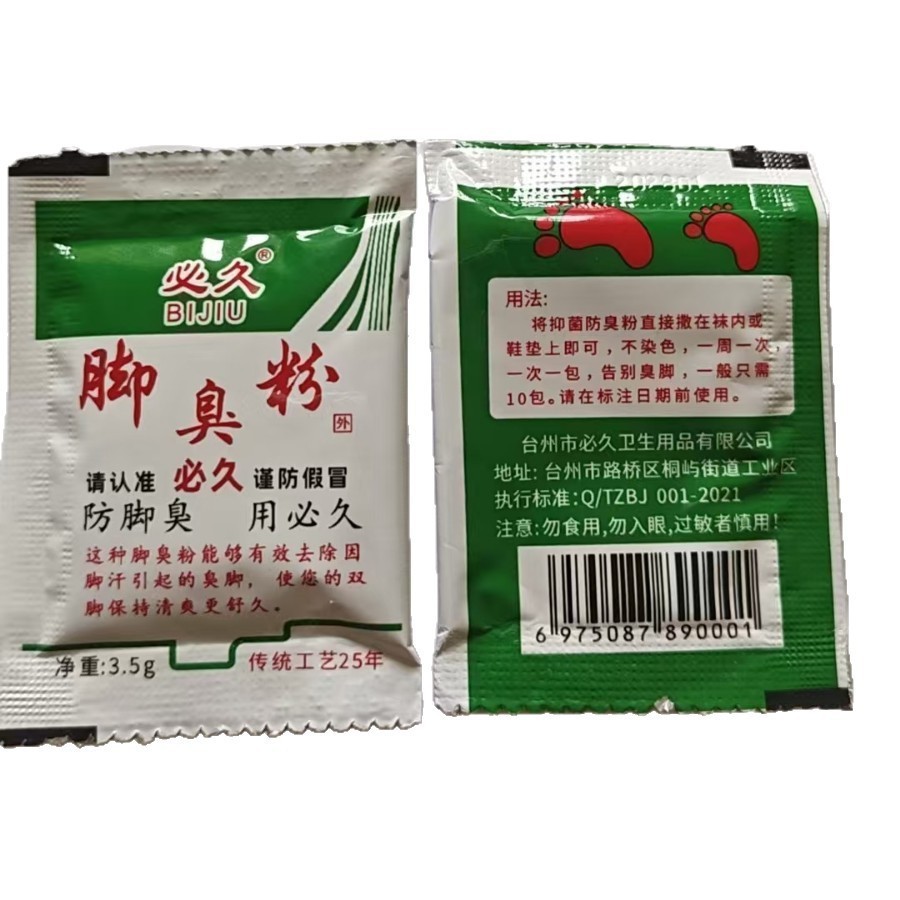 必久®
BIJIU
脚臭粉
外
请认准 必久 谨防假冒
防脚臭 用必久
这种脚臭粉能够有效去除因
脚汗引起的臭脚，使您的双
脚保持清爽更舒久。
净重:3.5g
传统工艺25年
用法:
将抑菌防臭粉直接撒在袜内或
鞋垫上即可，不染色，一周一次，
一次一包，告别臭脚，一般只需
10包。请在标注日期前使用。
台州市必久卫生用品有限公司
地址: 台州市路桥区桐屿街道工业区
执行标准:Q/TZBJ 001-2021
注意:勿食用,勿入眼,过敏者慎用!
6 975087 890001